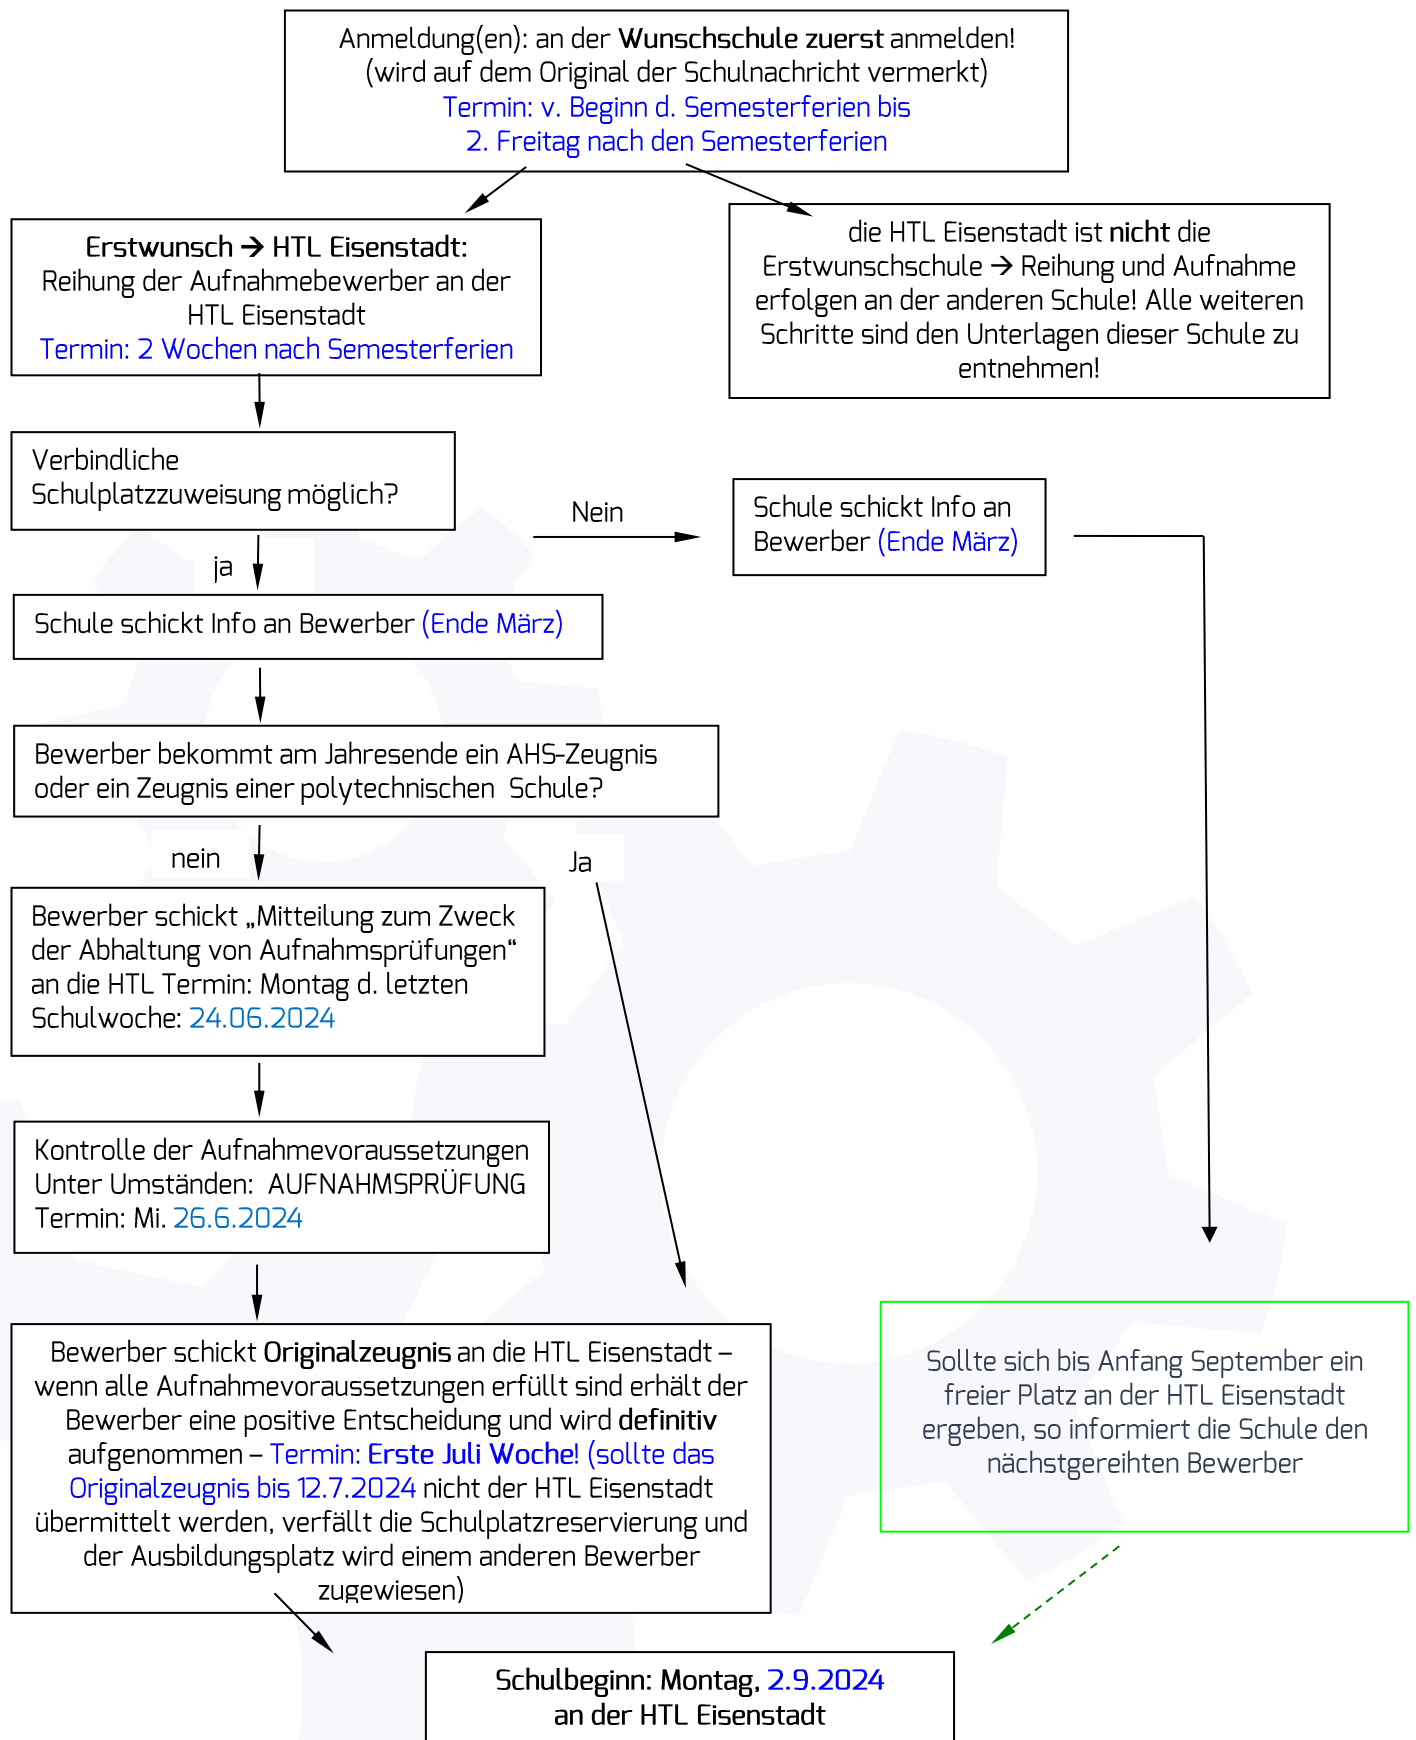 Anmeldung(en): an der Wunschschule zuerst anmelden!
(wird auf dem Original der Schulnachricht vermerkt)
Termin: v. Beginn d. Semesterferien bis
2. Freitag nach den Semesterferien
Erstwunsch → HTL Eisenstadt:
Reihung der Aufnahmebewerber an der
HTL Eisenstadt
Termin: 2 Wochen nach Semesterferien
die HTL Eisenstadt ist nicht die
Erstwunschschule → Reihung und Aufnahme
erfolgen an der anderen Schule! Alle weiteren
Schritte sind den Unterlagen dieser Schule zu
entnehmen!
Verbindliche
Schulplatzzuweisung möglich?
Nein
Schule schickt Info an
Bewerber (Ende März)
ja
Schule schickt Info an Bewerber (Ende März)
Bewerber bekommt am Jahresende ein AHS-Zeugnis
oder ein Zeugnis einer polytechnischen  Schule?
nein
Ja
Bewerber schickt „Mitteilung zum Zweck
der Abhaltung von Aufnahmsprüfungen“
an die HTL Termin: Montag d. letzten
Schulwoche: 24.06.2024
Kontrolle der Aufnahmevoraussetzungen
Unter Umständen:  AUFNAHMSPRÜFUNG
Termin: Mi. 26.6.2024
Bewerber schickt Originalzeugnis an die HTL Eisenstadt –
wenn alle Aufnahmevoraussetzungen erfüllt sind erhält der
Bewerber eine positive Entscheidung und wird definitiv
aufgenommen – Termin: Erste Juli Woche! (sollte das
Originalzeugnis bis 12.7.2024 nicht der HTL Eisenstadt
übermittelt werden, verfällt die Schulplatzreservierung und
der Ausbildungsplatz wird einem anderen Bewerber
zugewiesen)
Sollte sich bis Anfang September ein
freier Platz an der HTL Eisenstadt
ergeben, so informiert die Schule den
nächstgereihten Bewerber
Schulbeginn: Montag, 2.9.2024
an der HTL Eisenstadt